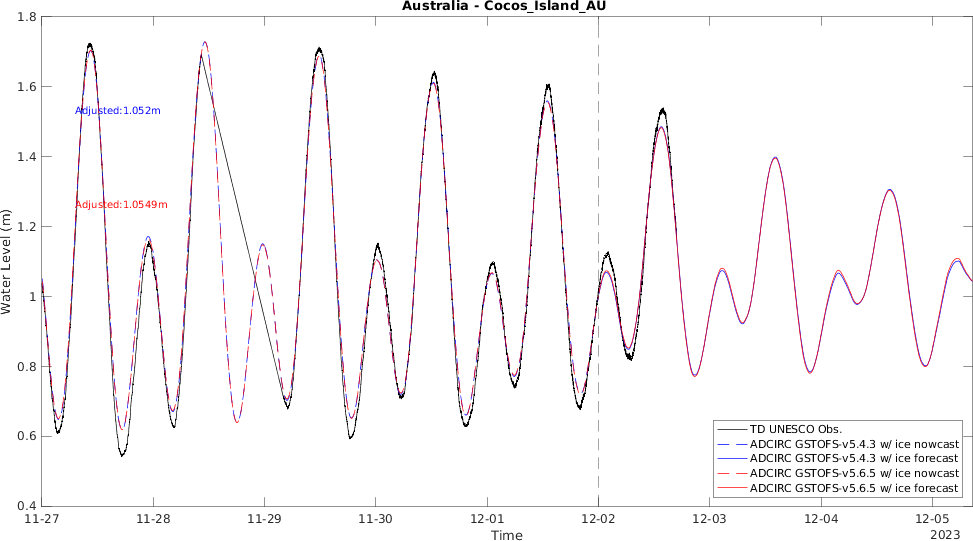 Australia - Cocos_Island_AU
1.8
1.6
1.4
1.2
1
0.8
0.6
0.4
Water Level (m)
Adjusted:1.052m
Adjusted:1.0549m
TD UNESCO Obs.
ADCIRC GSTOFS-v5.4.3 w/ ice nowcast
ADCIRC GSTOFS-v5.4.3 w/ ice forecast
ADCIRC GSTOFS-v5.6.5 w/ ice nowcast
ADCIRC GSTOFS-v5.6.5 w/ ice forecast
11-27 11-28 11-29 11-30 12-01 12-02 12-03 12-04 12-05
Time
2023